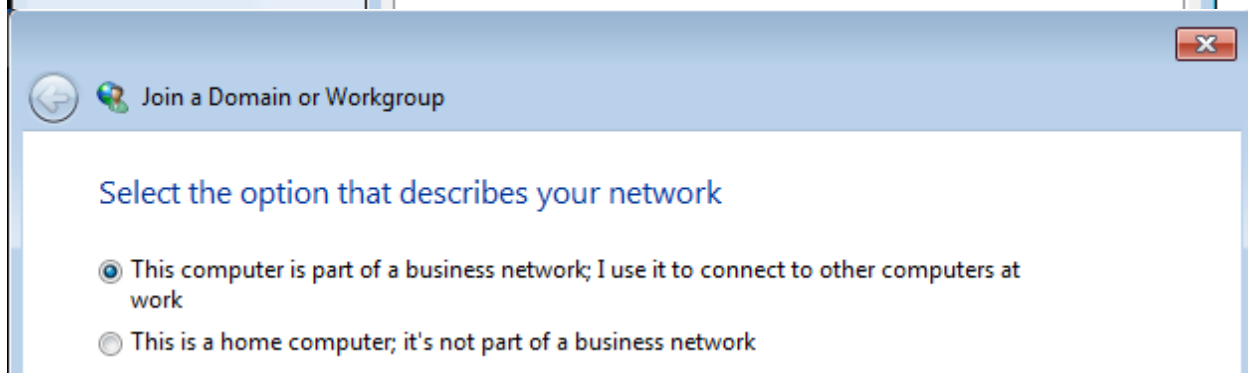 Join a Domain or Workgroup
Select the option that describes your network
This computer is part of a business network; I use it to connect to other computers at
work
This is a home computer; it's not part of a business network